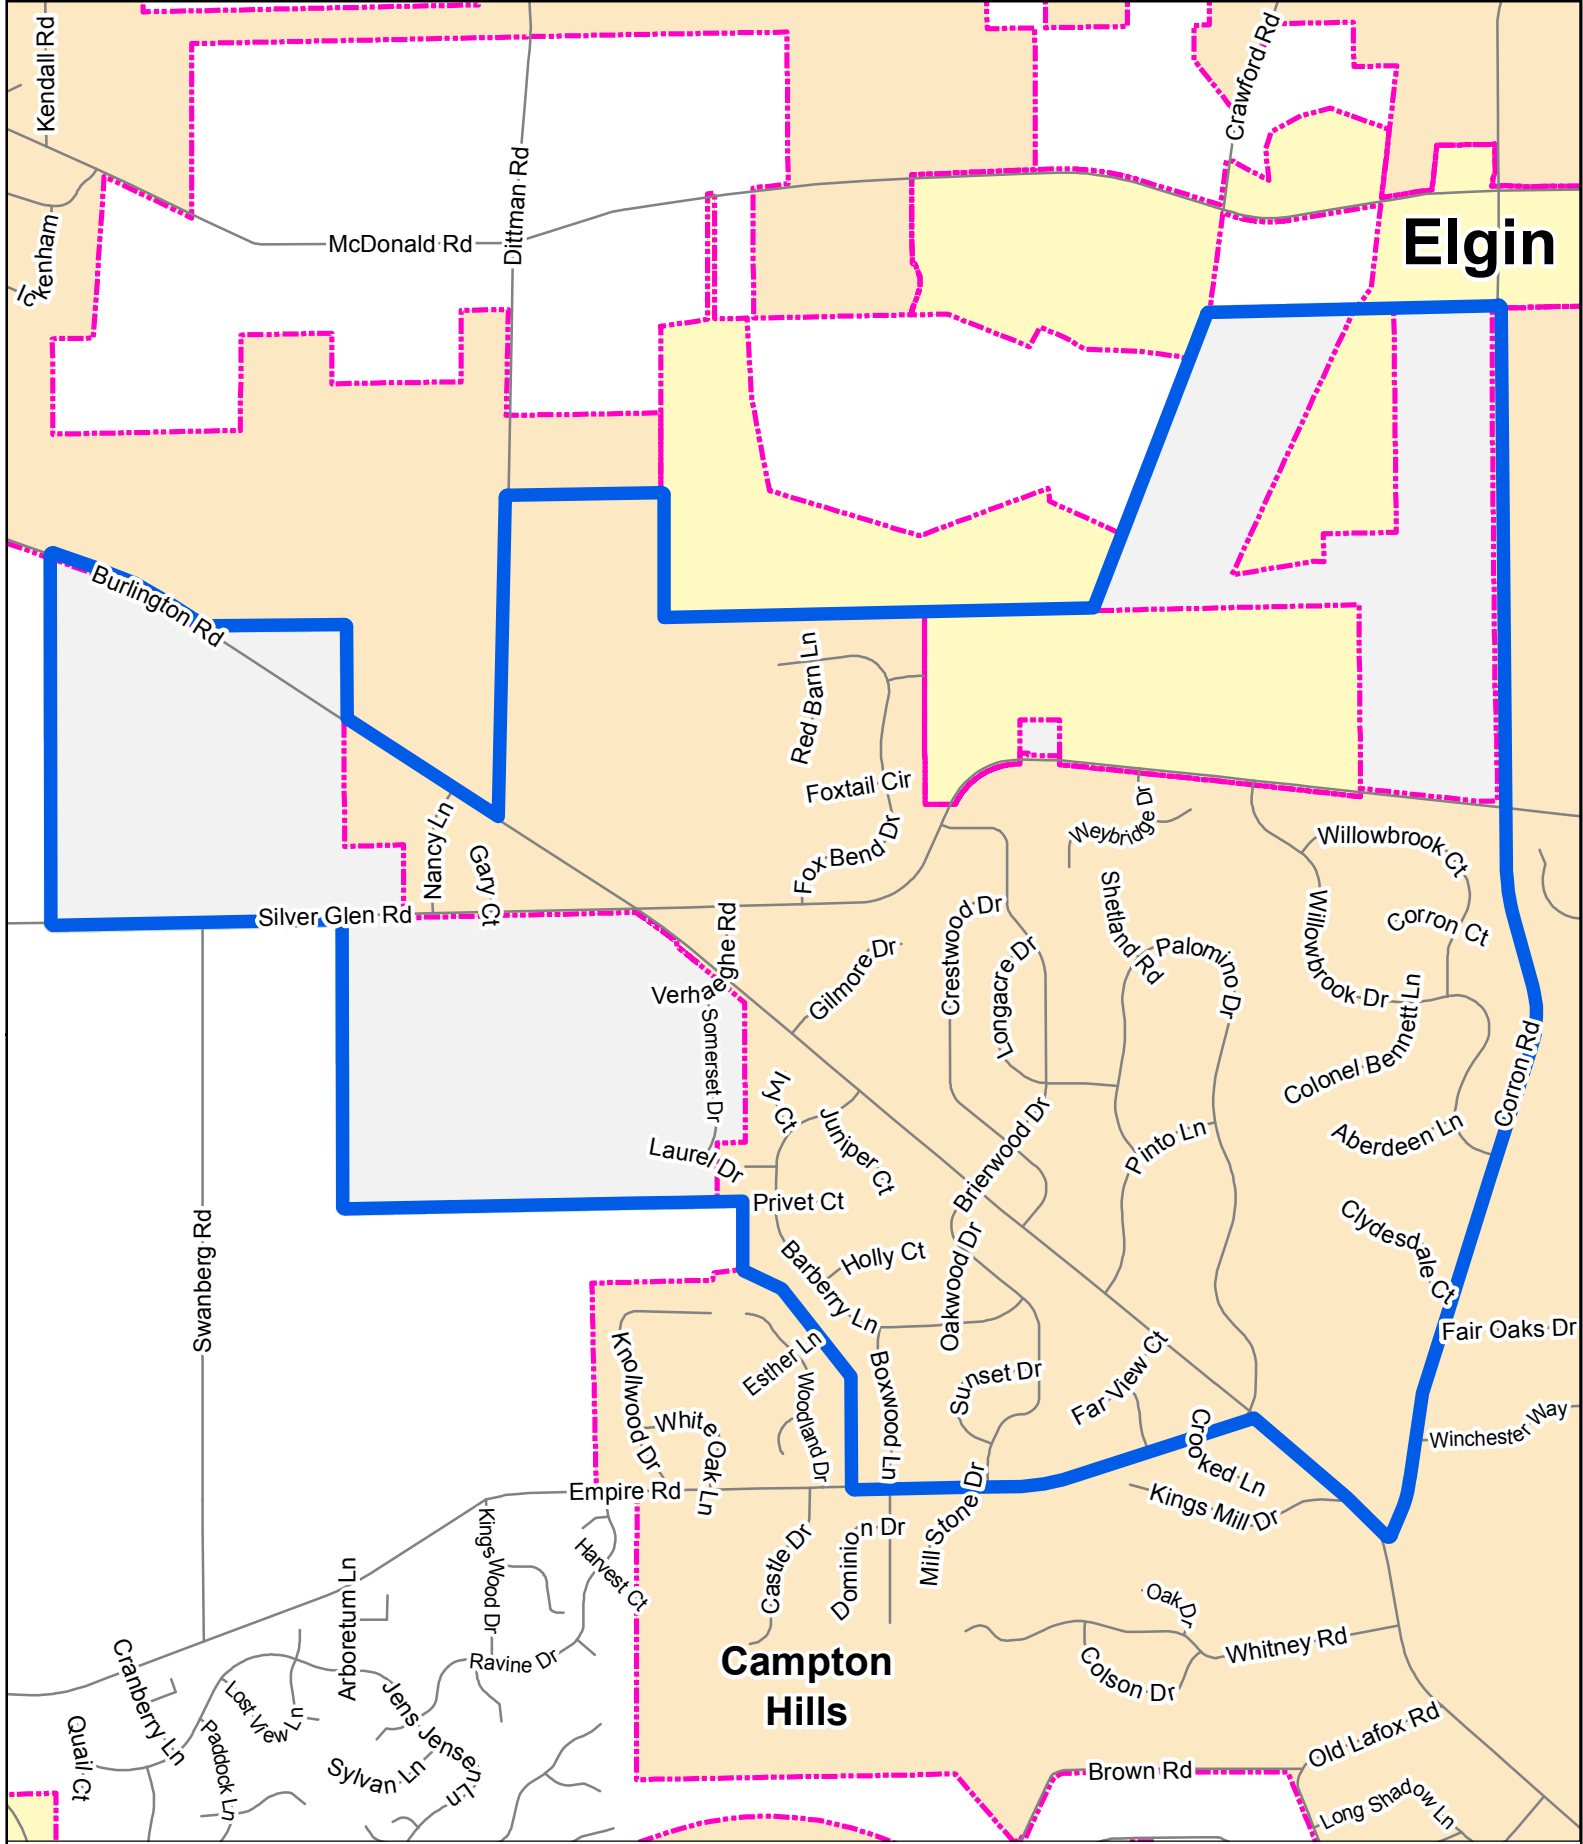 Kendall Rd
Crawford Rd
Dittman Rd
McDonald Rd
Ickenham
Elgin
Burlington Rd
Red Barn Ln
Foxtail Cir
Fox Bend Dr
Nancy Ln
Gary Ct
Weybridge Dr
Willowbrook Ct
Silver Glen Rd
Verhaeghe Rd
Crestwood Dr
Shetland Rd
Willowbrook Dr
Corron Ct
Gilmore Dr
Longacre Dr
Palomino Dr
Somerset Dr
Colonel Bennett Ln
Corron Rd
Ivy Ct
Juniper Ct
Brierwood Dr
Pinto Ln
Aberdeen Ln
Laurel Dr
Privet Ct
Swanberg Rd
Barberry Ln
Holly Ct
Oakwood Dr
Clydesdale Ct
Fair Oaks Dr
Knollwood Dr
Esther Ln
Woodland Dr
Boxwood Ln
Sunset Dr
Far View Ct
White Oak Ln
Crooked Ln
Winchester Way
Empire Rd
Kings Mill Dr
Mill Stone Dr
Kings Wood Dr
Harvest Ct
Castle Dr
Dominion Dr
Arboretum Ln
Oak Dr
Whitney Rd
Campton
Hills
Cranberry Ln
Ravine Dr
Colson Dr
Lost View Ln
Jens Jensen Ln
Quail Ct
Paddock Ln
Sylvan Ln
Old Lafox Rd
Brown Rd
Long Shadow Ln